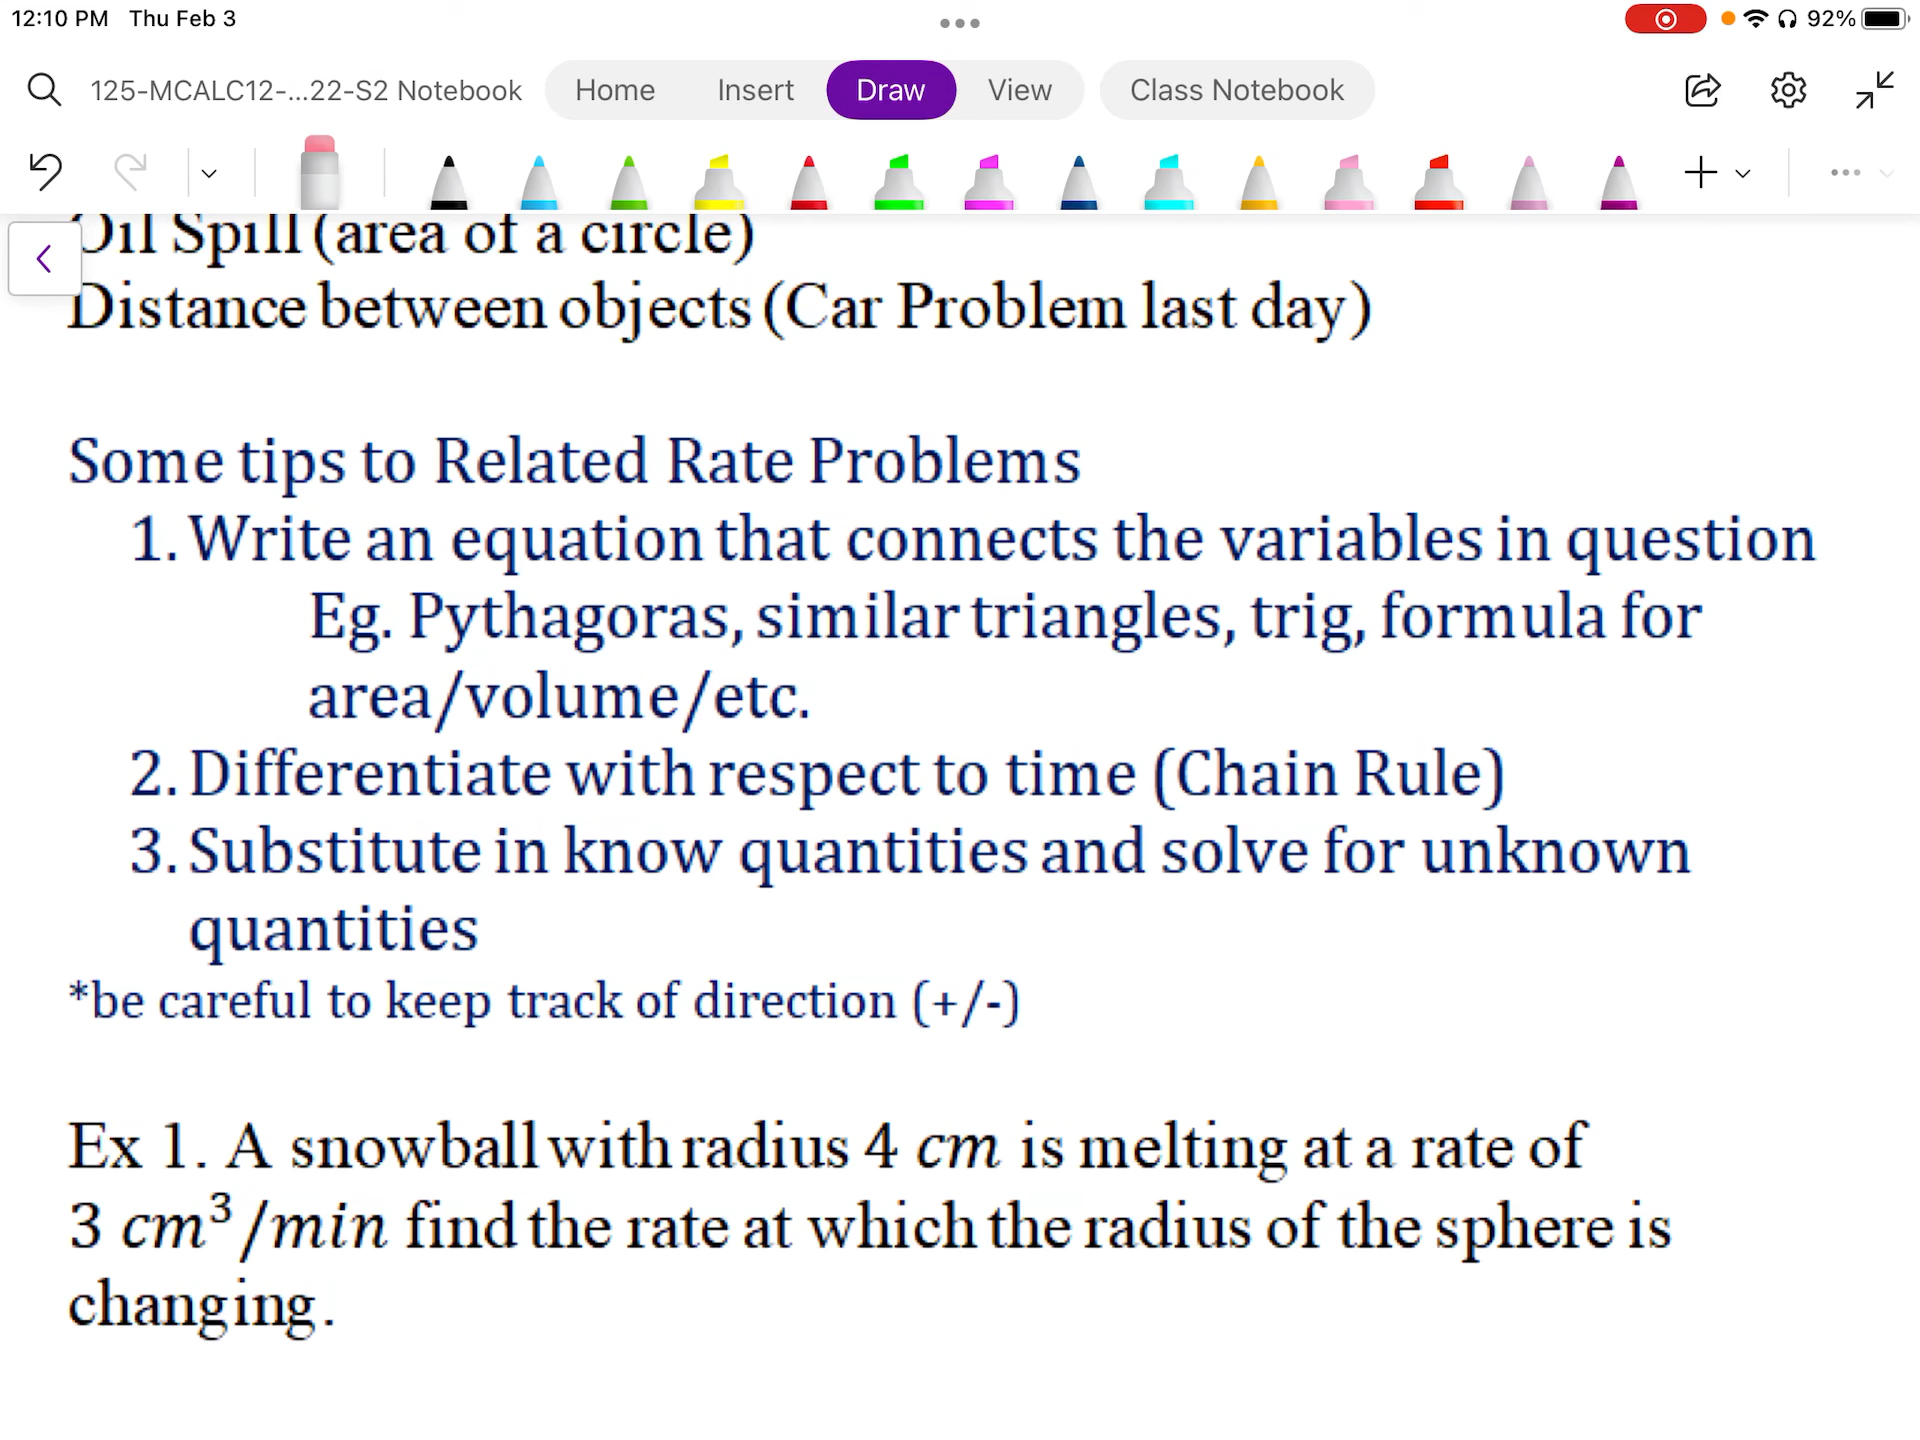 12:10 PM Thu Feb 3
92%
125-MCALC12-...22-S2 Notebook Home Insert Draw View Class Notebook
Oil Spill (area of a circle)
Distance between objects (Car Problem last day)
Some tips to Related Rate Problems
1. Write an equation that connects the variables in question
Eg. Pythagoras, similar triangles, trig, formula for
area/volume/etc.
2. Differentiate with respect to time (Chain Rule)
3. Substitute in know quantities and solve for unknown
quantities
*be careful to keep track of direction (+/-)
Ex 1. A snowball with radius 4 cm is melting at a rate of
3 cm³/min find the rate at which the radius of the sphere is
changing.